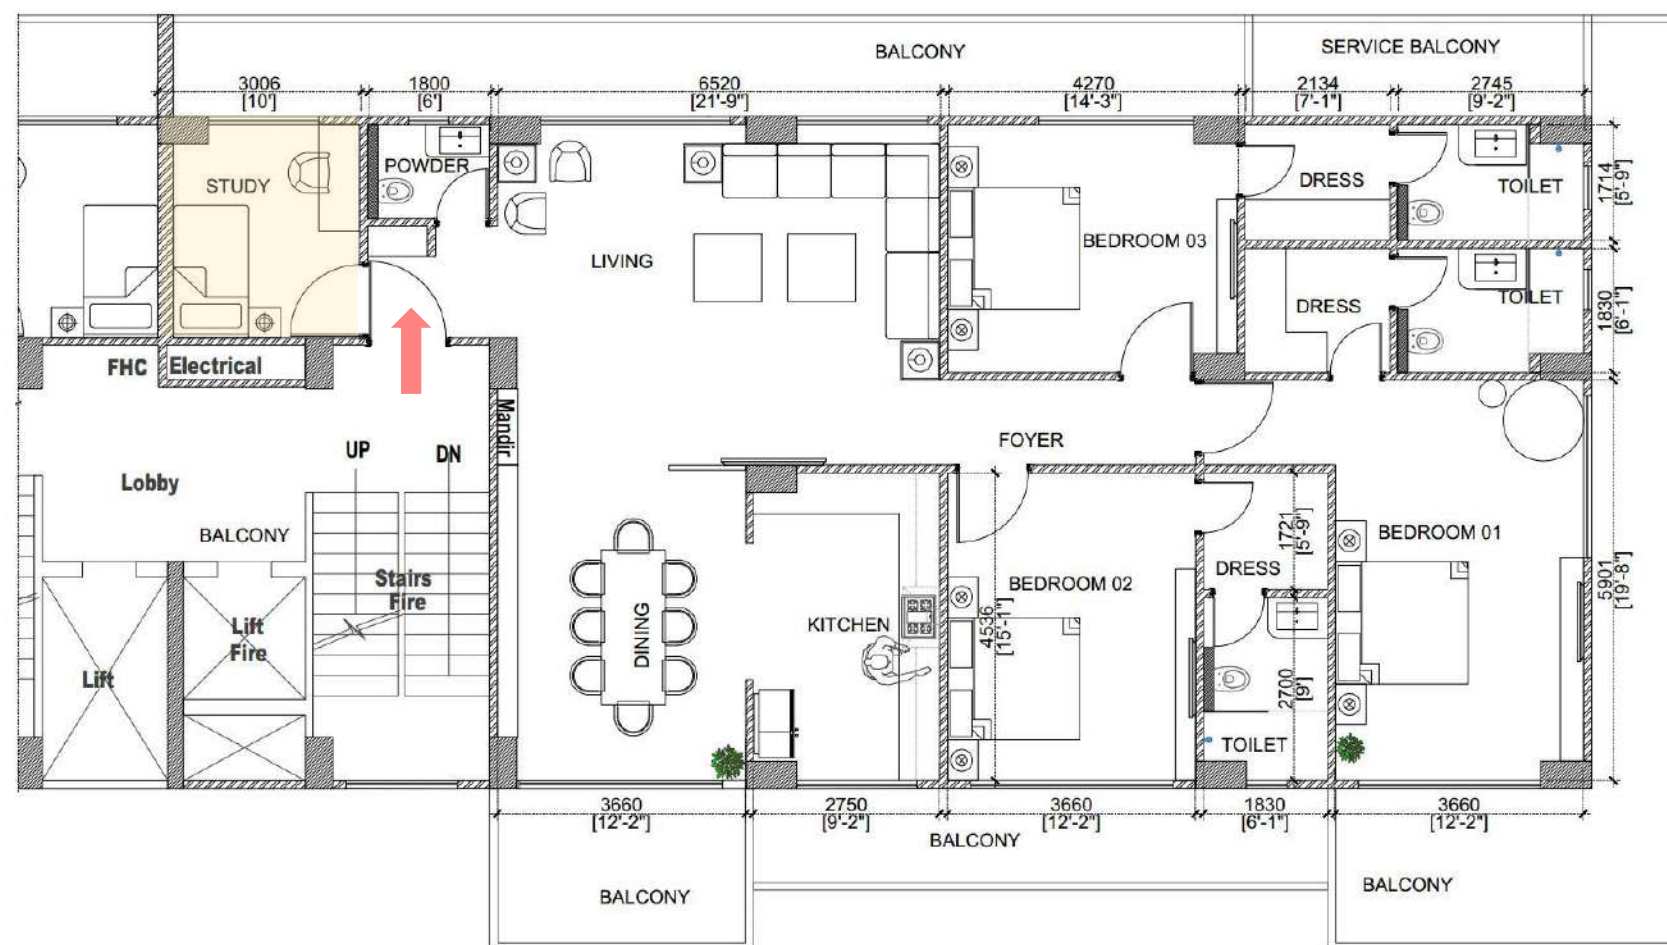 BALCONY
SERVICE BALCONY
3006
[10']
1800
[6']
6520
[21'-9"]
4270
[14'-3"]
2134
[7'-1"]
2745
[9'-2"]
POWDER
STUDY
DRESS
TOILET
1714
[5'-9"]
LIVING
BEDROOM 03
DRESS
TOILET
1830
[6'-1"]
FHC
Electrical
Mandir
UP
DN
FOYER
Lobby
BALCONY
1721
[5'-9"]
BEDROOM 01
Stairs
Fire
DRESS
BEDROOM 02
5901
[19'-8"]
Lift
Fire
DINING
KITCHEN
4536
[15'-1"]
Lift
2700
[9']
TOILET
3660
[12'-2"]
2750
[9'-2"]
3660
[12'-2"]
1830
[6'-1"]
3660
[12'-2"]
BALCONY
BALCONY
BALCONY